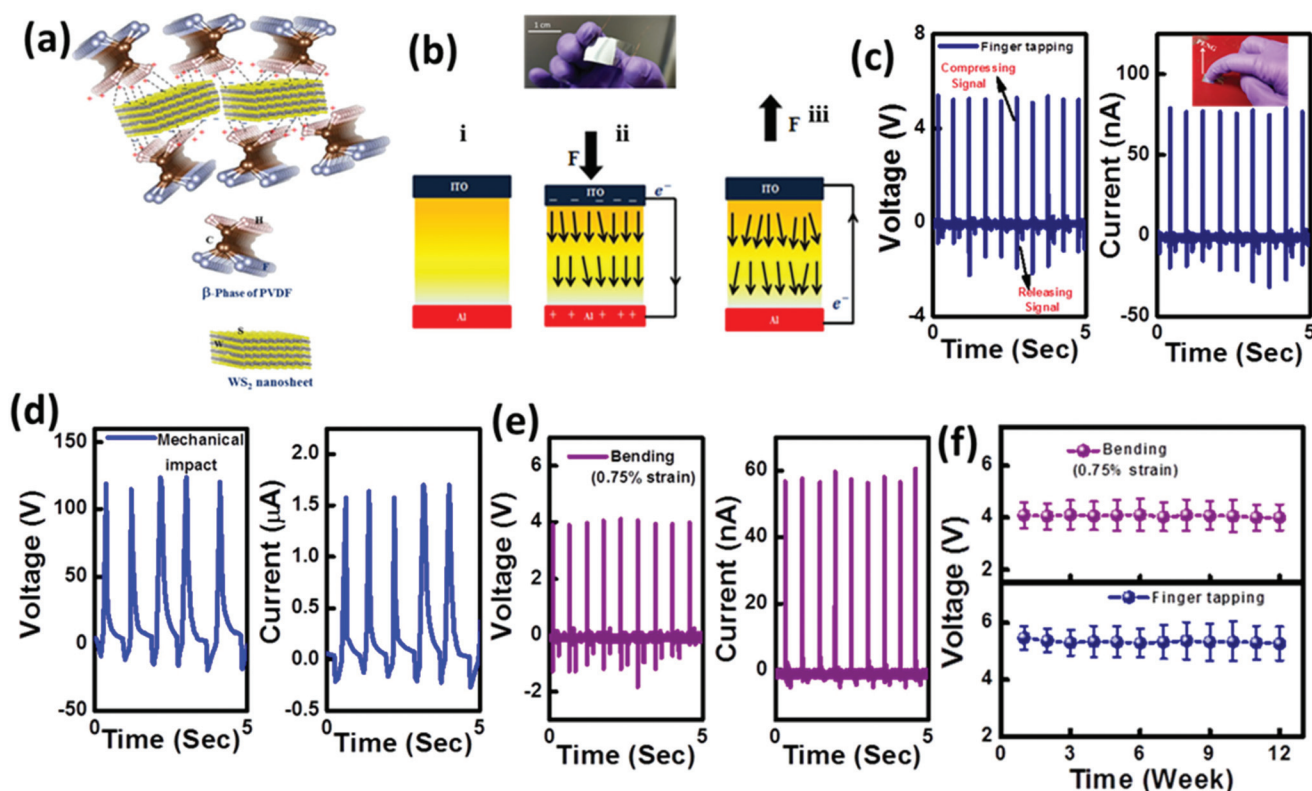 (a)
H
C
F
β-Phase of PVDF
S
W
WS2 nanosheet
(b)
1 cm
i
ii
F
F
iii
ITO
Al
ITO
e-
Al
ITO
e-
Al
(c)
8
4
0
-4
Voltage (V)
Finger tapping
Compressing
Signal
Releasing
Signal
0
5
Time (Sec)
PENG
100
50
0
-50
Current (nA)
0
5
Time (Sec)
(d)
150
100
50
0
-50
Voltage (V)
Mechanical
impact
0
5
Time (Sec)
2.0
1.5
1.0
0.5
0.0
-0.5
Current (μA)
0
5
Time (Sec)
(e)
6
4
2
0
-2
Voltage (V)
Bending
(0.75% strain)
0
5
Time (Sec)
60
40
20
0
Current (nA)
0
5
Time (Sec)
(f)
6
4
2
Bending
(0.75% strain)
6
5
2
Finger tapping
Voltage (V)
3
6
9
12
Time (Week)